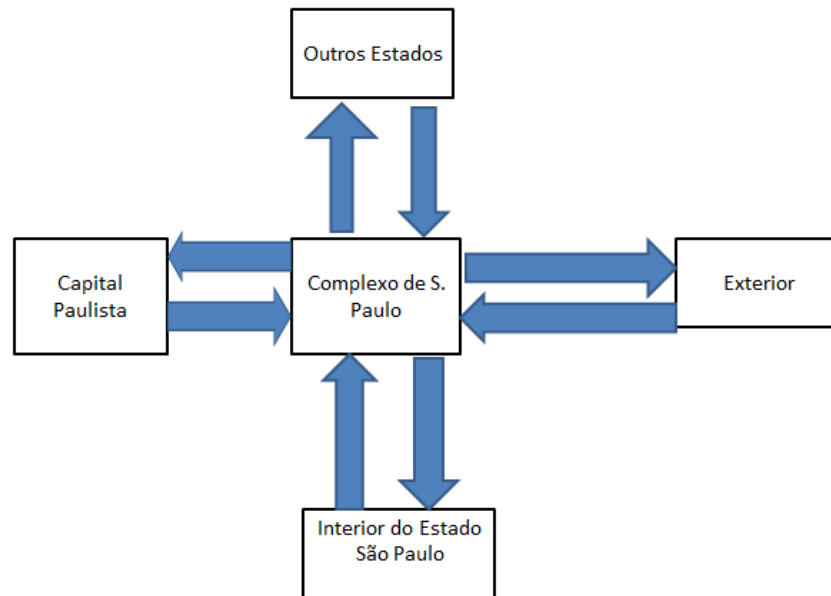 Outros Estados
Capital
Paulista
Complexo de S.
Paulo
Exterior
Interior do Estado
São Paulo